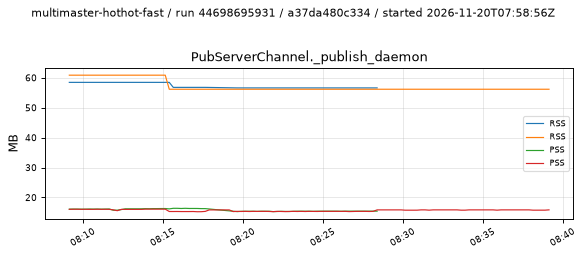 multimaster-hothot-fast / run 44698695931 / a37da480c334 / started 2026-11-20T07:58:56Z
PubServerChannel._publish_daemon
MB
60
50
40
30
20
RSS
RSS
PSS
PSS
08:10
08:15
08:20
08:25
08:30
08:35
08:40